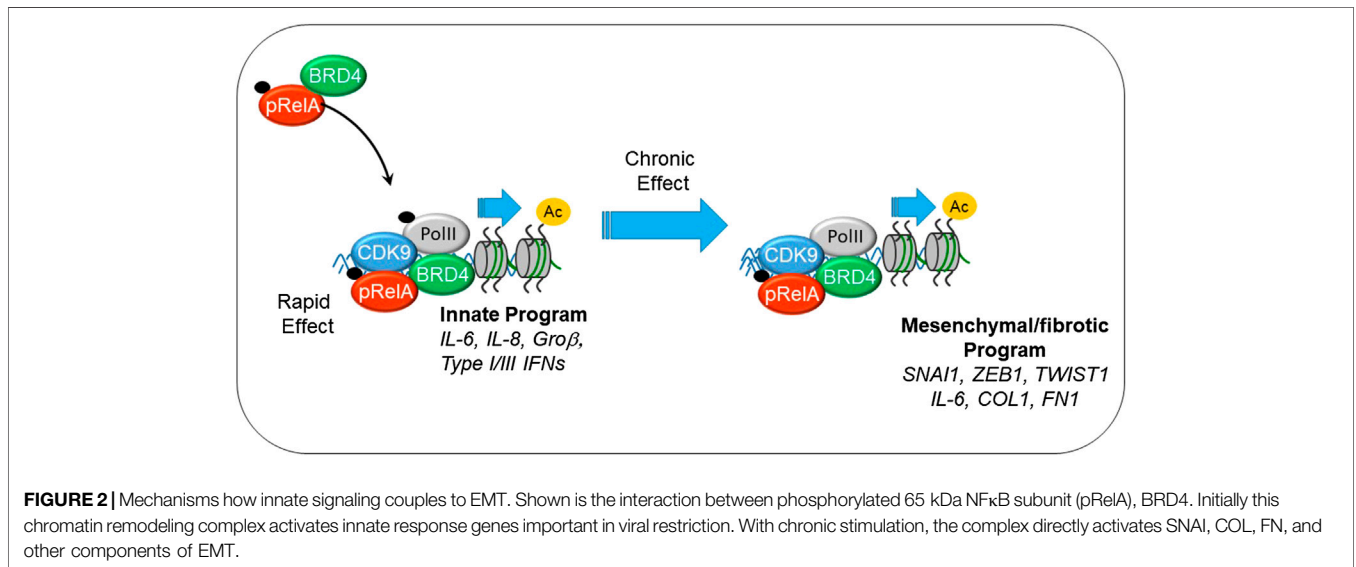 BRD4
pRelA
Chronic
Effect
Ac
PolII
CDK9
BRD4
pRelA
Rapid
Effect
Innate Program
IL-6, IL-8, Groβ,
Type I/III IFNs
Ac
PolII
CDK9
BRD4
pRelA
Mesenchymal/fibrotic
Program
SNAI1, ZEB1, TWIST1
IL-6, COL1, FN1
FIGURE 2 | Mechanisms how innate signaling couples to EMT. Shown is the interaction between phosphorylated 65 kDa NFκB subunit (pRelA), BRD4. Initially this
chromatin remodeling complex activates innate response genes important in viral restriction. With chronic stimulation, the complex directly activates SNAI, COL, FN, and
other components of EMT.